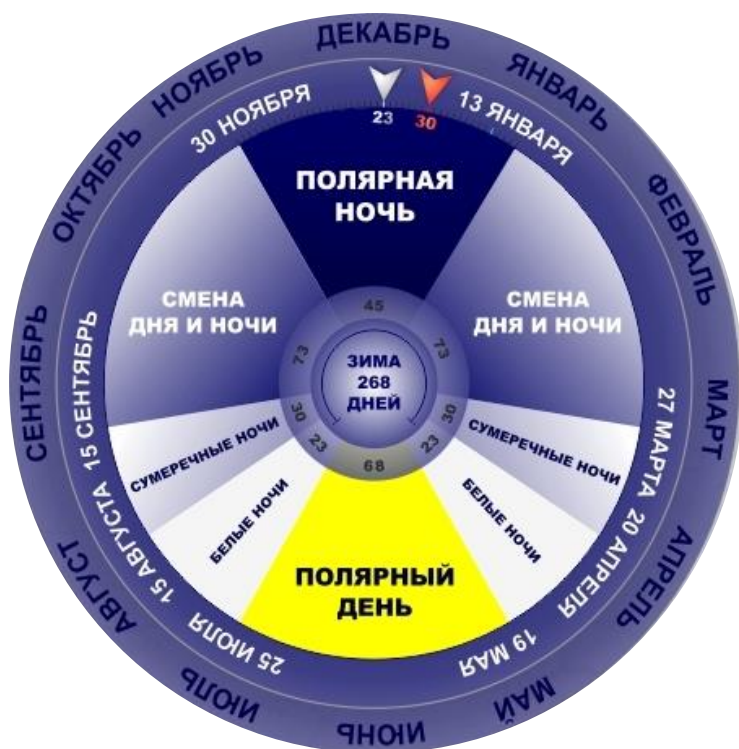 ДЕКАБРЬ
ЯНВАРЬ
ФЕВРАЛЬ
МАРТ
АПРЕЛЬ
МАЙ
ИЮНЬ
ИЮЛЬ
АВГУСТ
СЕНТЯБРЬ
ОКТЯБРЬ
НОЯБРЬ
30 НОЯБРЯ
23
30
13 ЯНВАРЯ
27 МАРТА
20 АПРЕЛЯ
19 МАЯ
25 ИЮЛЯ
15 АВГУСТА
15 СЕНТЯБРЬ
ПОЛЯРНАЯ
НОЧЬ
СМЕНА
ДНЯ И НОЧИ
СУМЕРЕЧНЫЕ НОЧИ
БЕЛЫЕ НОЧИ
ПОЛЯРНЫЙ
ДЕНЬ
БЕЛЫЕ НОЧИ
СУМЕРЕЧНЫЕ НОЧИ
СМЕНА
ДНЯ И НОЧИ
45
73
30
23
68
23
30
73
ЗИМА
268
ДНЕЙ